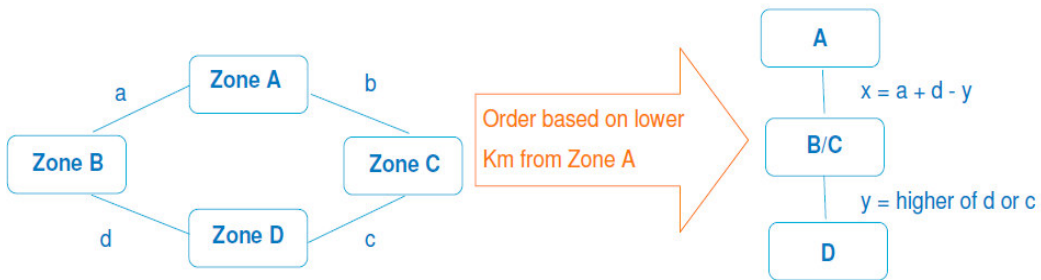 Zone A
a
b
Zone B
Zone C
d
Zone D
c
Order based on lower
Km from Zone A
A
x = a + d - y
B/C
y = higher of d or c
D